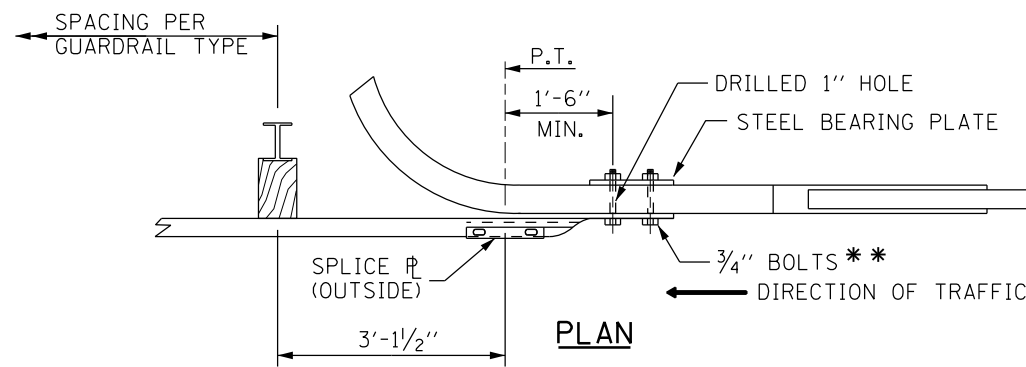 SPACING PER
GUARDRAIL TYPE
P.T.
1'-6"
MIN.
DRILLED 1" HOLE
STEEL BEARING PLATE
SPLICE ⅊
(OUTSIDE)
3/4" BOLTS **
DIRECTION OF TRAFFIC
3'-1 1/2"
PLAN